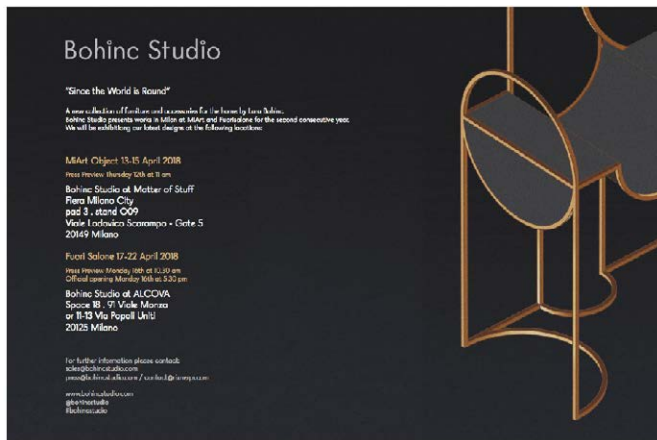 Bohinc Studio
"Since the World is Round"
A new collection of furniture and accessories for the home by Lara Bohinc.
Bohinc Studio presents works in Milan at MiArt and Fuorisalone for the second consecutive year.
We will be exhibiting our latest designs at the following locations:
MiArt Object 13-15 April 2018
Press Preview Thursday 12th at 11 am
Bohinc Studio at Matter of Stuff
Fiera Milano City
pad 3 . stand O09
Viale Lodovico Scarampo - Gate 5
20149 Milano
Fuori Salone 17-22 April 2018
Press Preview Monday 16th at 10:30 am
Official opening Monday 16th at 5:30 pm
Bohinc Studio at ALCOVA
Space 18 . 91 Viale Monza
or 11-13 Via Popoli Uniti
20125 Milano
For further information please contact:
sales@bohincstudio.com
press@bohincstudio.com /
www.bohincstudio.com
@bohincstudio
#bohincstudio